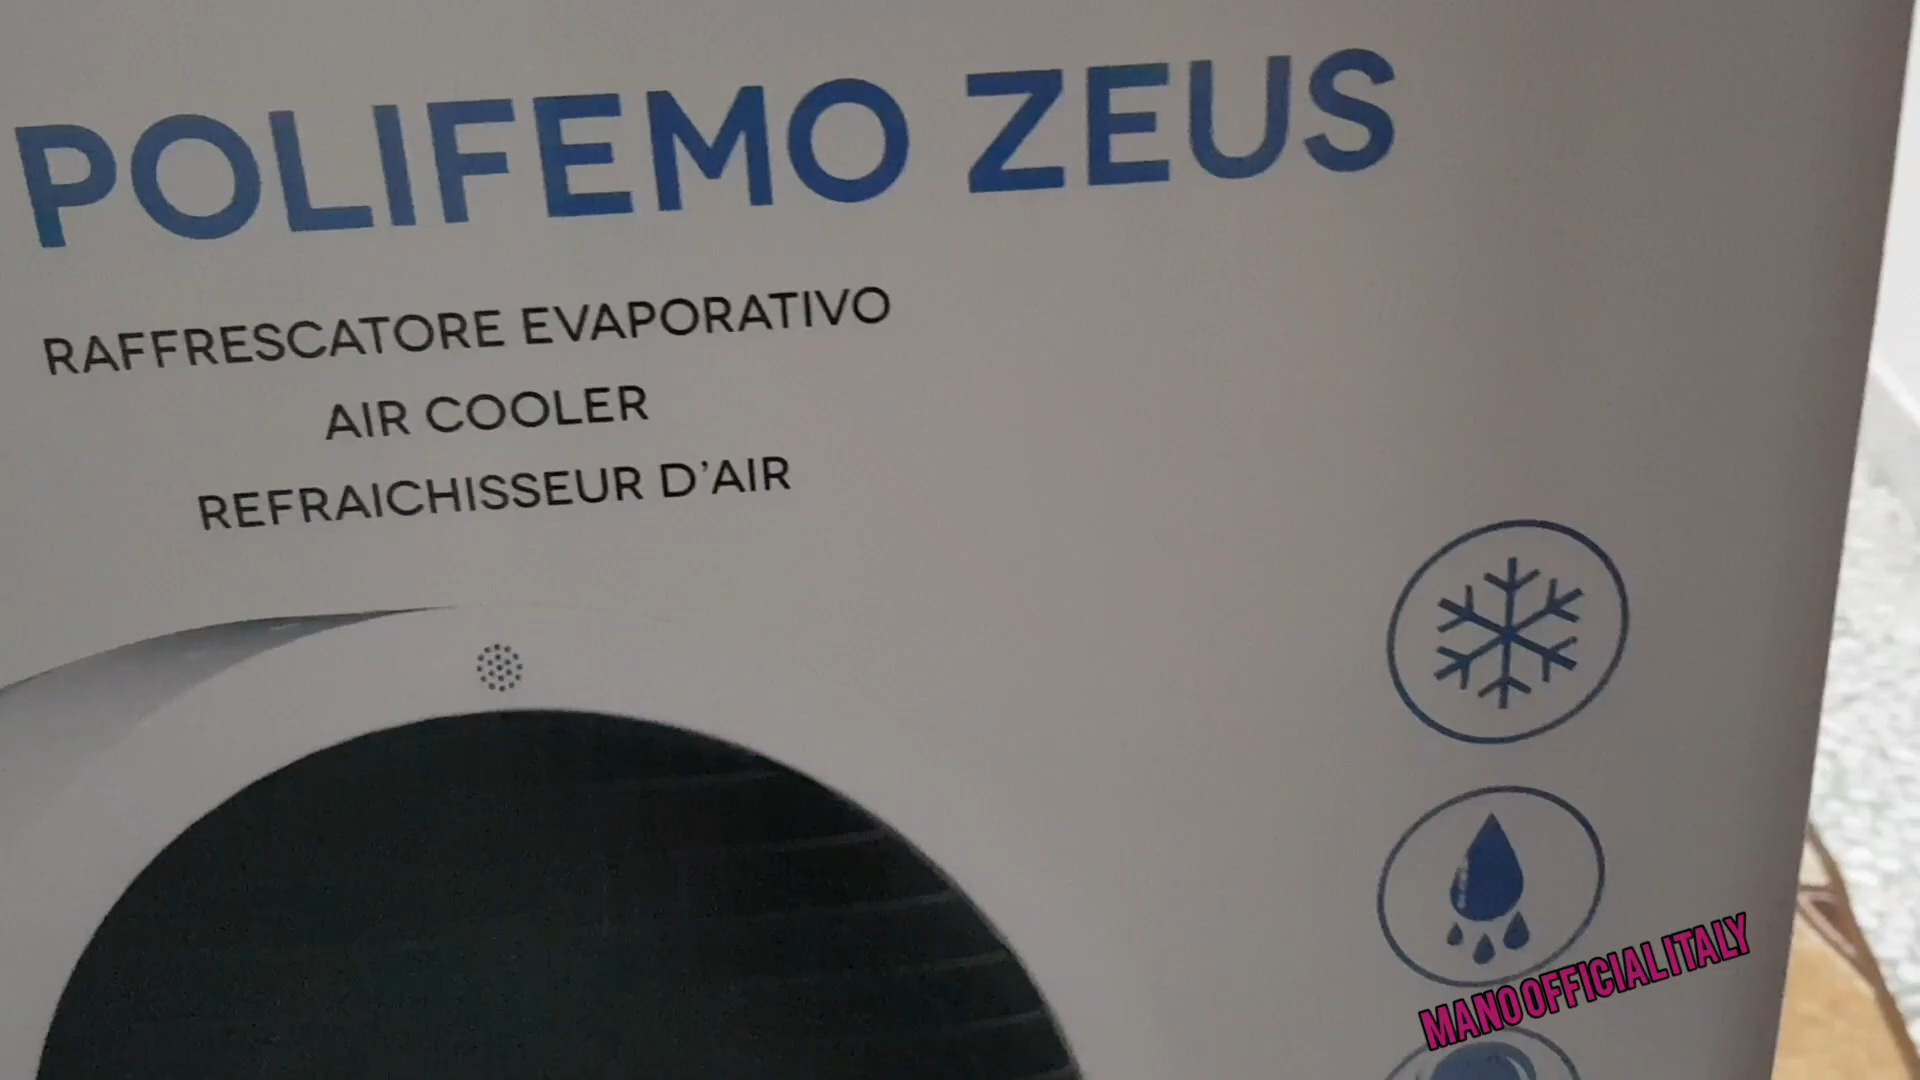 POLIFEMO ZEUS
RAFFRESCATORE EVAPORATIVO
AIR COOLER
REFRAICHISSEUR D'AIR
MANOOFFICIALITALY